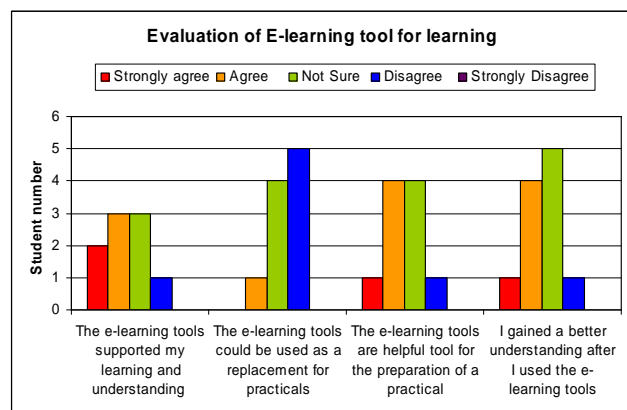 Evaluation of E-learning tool for learning
Strongly agree Agree Not Sure Disagree Strongly Disagree
Student number
6
5
4
3
2
1
0
The e-learning tools
supported my
learning and
understanding
The e-learning tools
could be used as a
replacement for
practicals
The e-learning tools
are helpful tool for
the preparation of a
practical
I gained a better
understanding after
I used the e-
learning tools